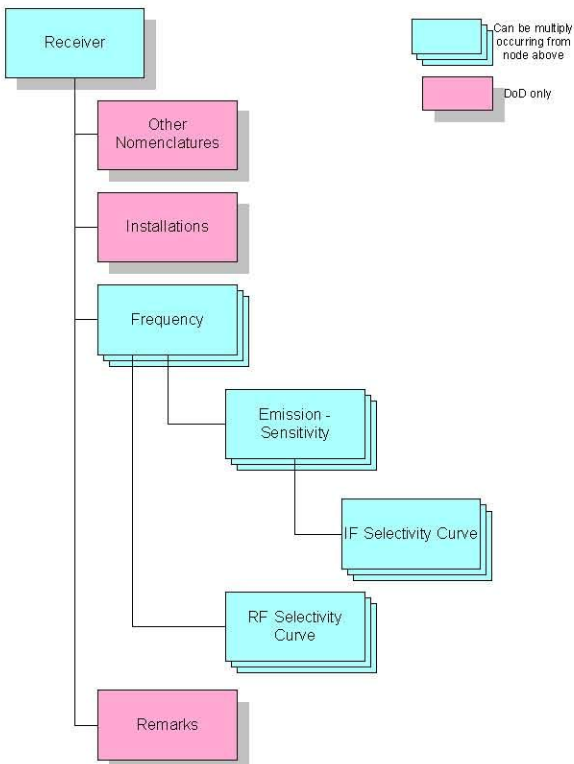 Receiver
Can be multiply
occurring from
node above
DoD only
Other
Nomenclatures
Installations
Frequency
Emission -
Sensitivity
IF Selectivity Curve
RF Selectivity
Curve
Remarks